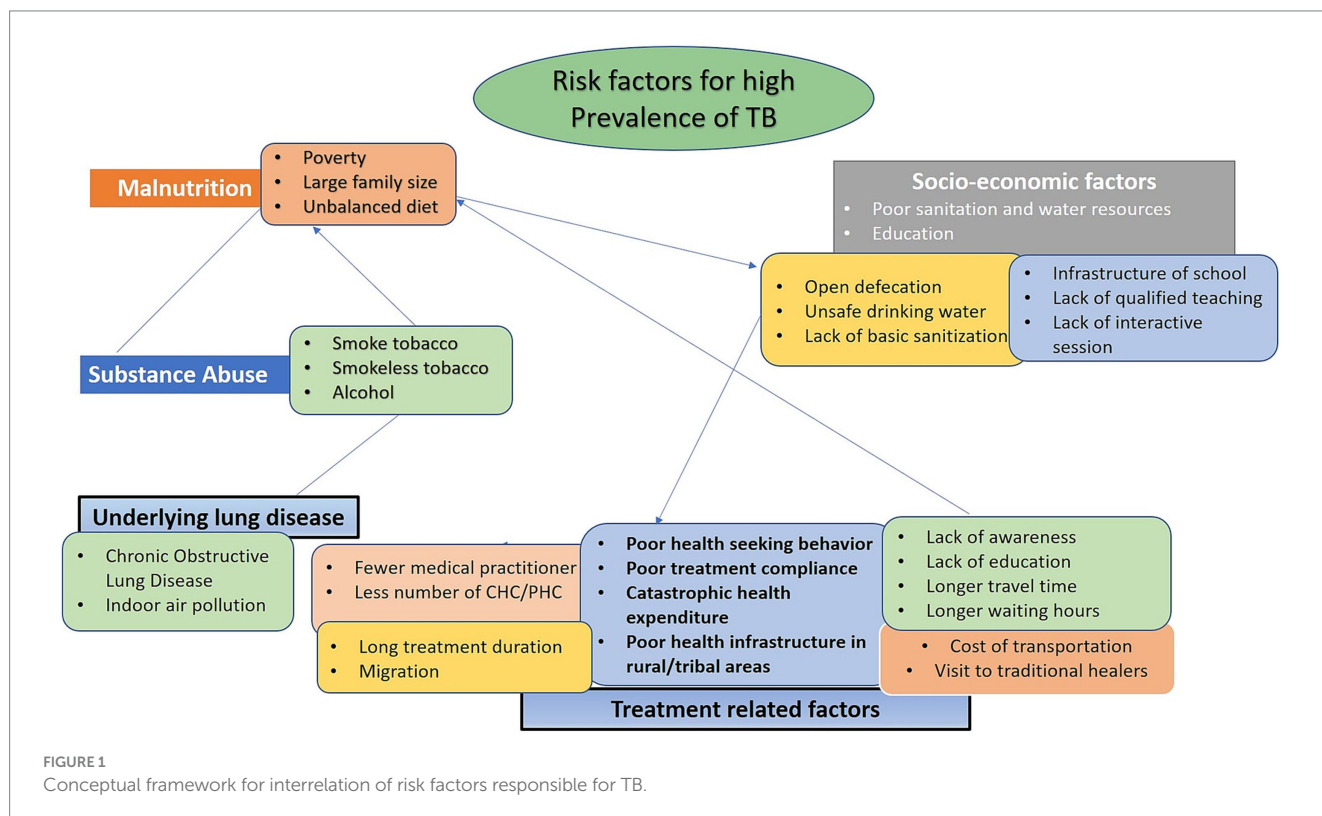 Risk factors for high
Prevalence of TB
Malnutrition
• Poverty
• Large family size
• Unbalanced diet
Socio-economic factors
• Poor sanitation and water resources
• Education
• Open defecation
• Unsafe drinking water
• Lack of basic sanitization
• Infrastructure of school
• Lack of qualified teaching
• Lack of interactive
session
Substance Abuse
• Smoke tobacco
• Smokeless tobacco
• Alcohol
Underlying lung disease
• Chronic Obstructive
Lung Disease
• Indoor air pollution
• Fewer medical practitioner
• Less number of CHC/PHC
• Long treatment duration
• Migration
• Poor health seeking behavior
• Poor treatment compliance
• Catastrophic health
expenditure
• Poor health infrastructure in
rural/tribal areas
• Lack of awareness
• Lack of education
• Longer travel time
• Longer waiting hours
• Cost of transportation
• Visit to traditional healers
Treatment related factors
FIGURE 1
Conceptual framework for interrelation of risk factors responsible for TB.